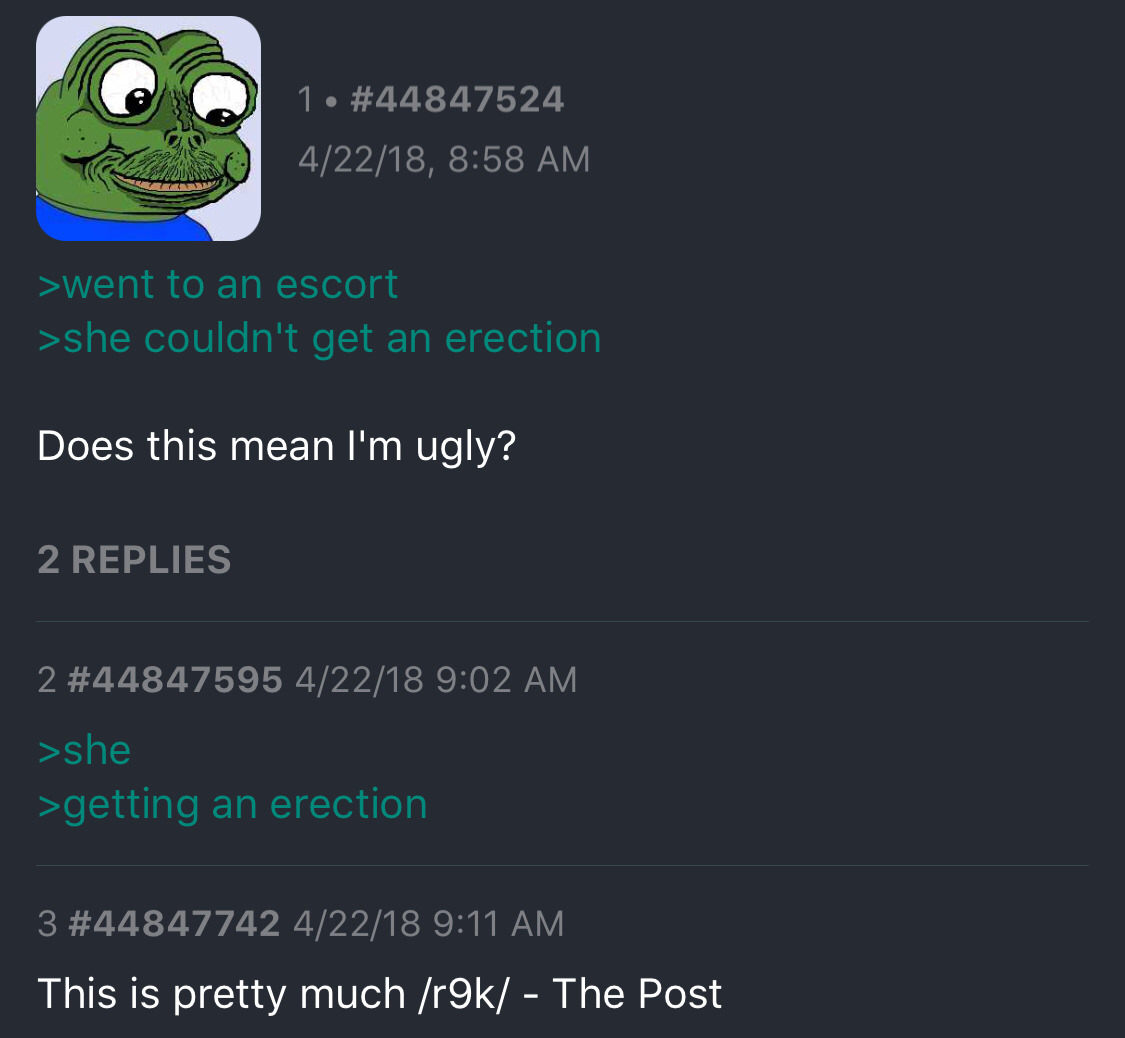 1 • #44847524
4/22/18, 8:58 AM
>went to an escort
>she couldn't get an erection
Does this mean I'm ugly?
2 REPLIES
2 #44847595 4/22/18 9:02 AM
>she
>getting an erection
3 #44847742 4/22/18 9:11 AM
This is pretty much /r9k/ - The Post